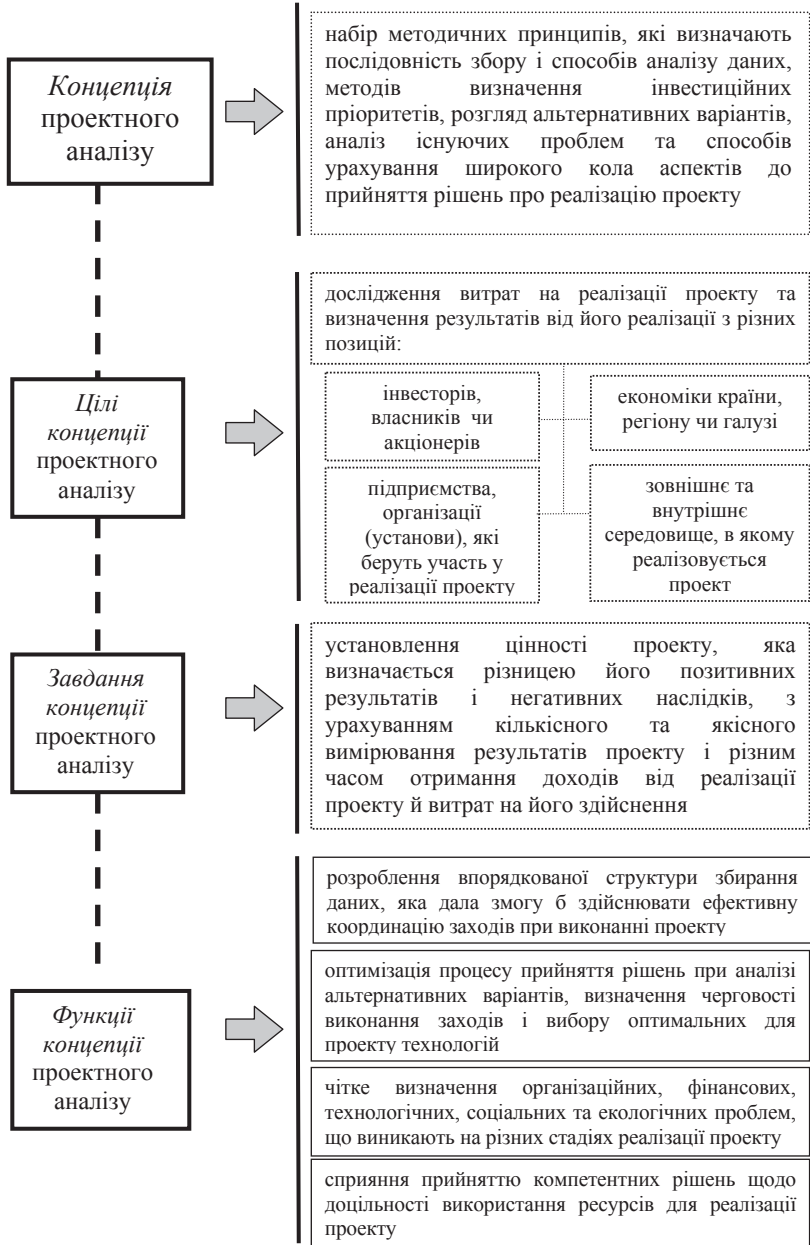 Концепція
проектного
аналізу
набір методичних принципів, які визначають
послідовність збору і способів аналізу даних,
методів визначення інвестиційних
пріоритетів, розгляд альтернативних варіантів,
аналіз існуючих проблем та способів
урахування широкого кола аспектів до
прийняття рішень про реалізацію проекту
Цілі
концепції
проектного
аналізу
дослідження витрат на реалізації проекту та
визначення результатів від його реалізації з різних
позицій:
інвесторів,
власників чи
акціонерів
економіки країни,
регіону чи галузі
підприємства,
організації
(установи), які
беруть участь у
реалізації проекту
зовнішнє та
внутрішнє
середовище, в якому
реалізовується
проект
Завдання
концепції
проектного
аналізу
установлення цінності проекту, яка
визначається різницею його позитивних
результатів і негативних наслідків, з
урахуванням кількісного та якісного
вимірювання результатів проекту і різним
часом отримання доходів від реалізації
проекту й витрат на його здійснення
Функції
концепції
проектного
аналізу
розроблення впорядкованої структури збирання
даних, яка дала змогу б здійснювати ефективну
координацію заходів при виконанні проекту
оптимізація процесу прийняття рішень при аналізі
альтернативних варіантів, визначення черговості
виконання заходів і вибору оптимальних для
проекту технологій
чітке визначення організаційних, фінансових,
технологічних, соціальних та екологічних проблем,
що виникають на різних стадіях реалізації проекту
сприяння прийняттю компетентних рішень щодо
доцільності використання ресурсів для реалізації
проекту